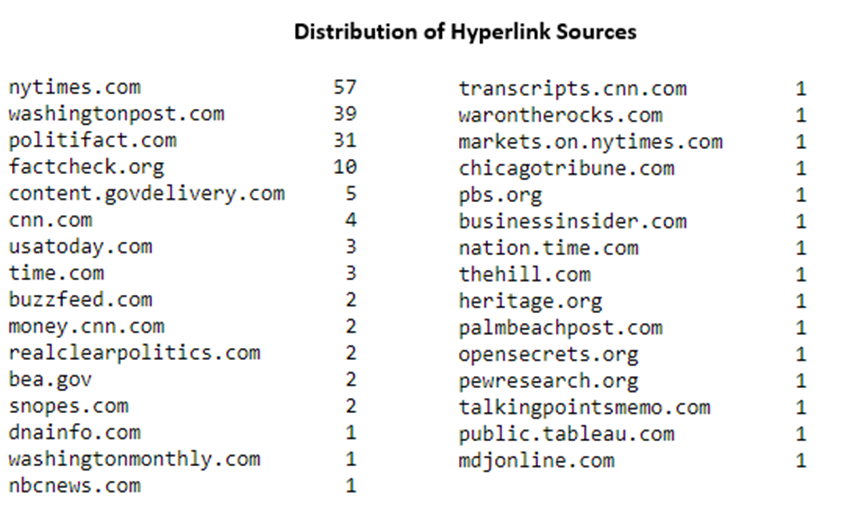 Distribution of Hyperlink Sources
nytimes.com 57
washingtonpost.com 39
politifact.com 31
factcheck.org 10
content.govdelivery.com 5
cnn.com 4
usatoday.com 3
time.com 3
buzzfeed.com 2
money.cnn.com 2
realclearpolitics.com 2
bea.gov 2
snopes.com 2
dnainfo.com 1
washingtonmonthly.com 1
nbcnews.com 1
transcripts.cnn.com 1
warontherocks.com 1
markets.on.nytimes.com 1
chicagotribune.com 1
pbs.org 1
businessinsider.com 1
nation.time.com 1
thehill.com 1
heritage.org 1
palmbeachpost.com 1
opensecrets.org 1
pewresearch.org 1
talkingpointsmemo.com 1
public.tableau.com 1
mdjonline.com 1